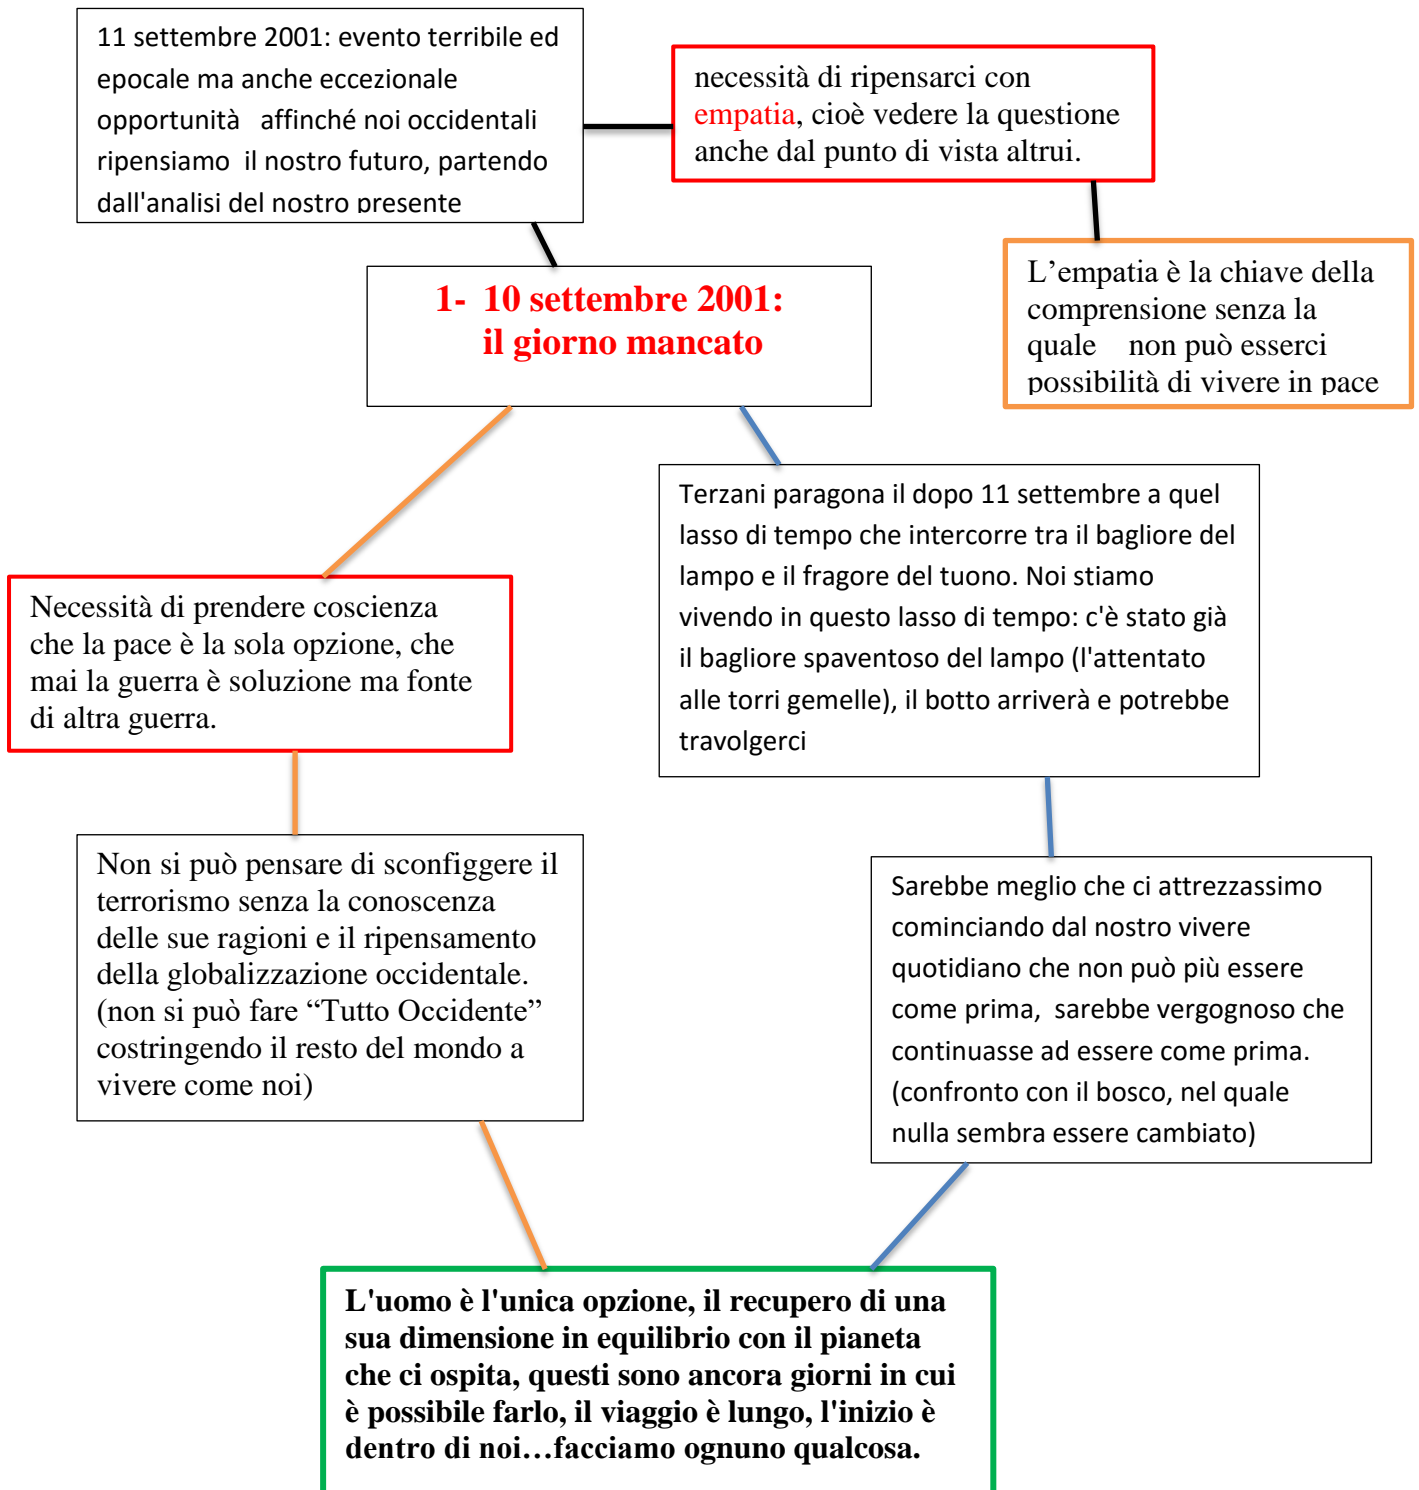 11 settembre 2001: evento terribile ed
epocale ma anche eccezionale
opportunità   affinché noi occidentali
ripensiamo  il nostro futuro, partendo
dall'analisi del nostro presente
necessità di ripensarci con
empatia, cioè vedere la questione
anche dal punto di vista altrui.
L’empatia è la chiave della
comprensione senza la
quale    non può esserci
possibilità di vivere in pace
1-  10 settembre 2001:
il giorno mancato
Terzani paragona il dopo 11 settembre a quel
lasso di tempo che intercorre tra il bagliore del
lampo e il fragore del tuono. Noi stiamo
vivendo in questo lasso di tempo: c'è stato già
il bagliore spaventoso del lampo (l'attentato
alle torri gemelle), il botto arriverà e potrebbe
travolgerci
Necessità di prendere coscienza
che la pace è la sola opzione, che
mai la guerra è soluzione ma fonte
di altra guerra.
Non si può pensare di sconfiggere il
terrorismo senza la conoscenza
delle sue ragioni e il ripensamento
della globalizzazione occidentale.
(non si può fare “Tutto Occidente”
costringendo il resto del mondo a
vivere come noi)
Sarebbe meglio che ci attrezzassimo
cominciando dal nostro vivere
quotidiano che non può più essere
come prima,  sarebbe vergognoso che
continuasse ad essere come prima.
(confronto con il bosco, nel quale
nulla sembra essere cambiato)
L'uomo è l'unica opzione, il recupero di una
sua dimensione in equilibrio con il pianeta
che ci ospita, questi sono ancora giorni in cui
è possibile farlo, il viaggio è lungo, l'inizio è
dentro di noi…facciamo ognuno qualcosa.